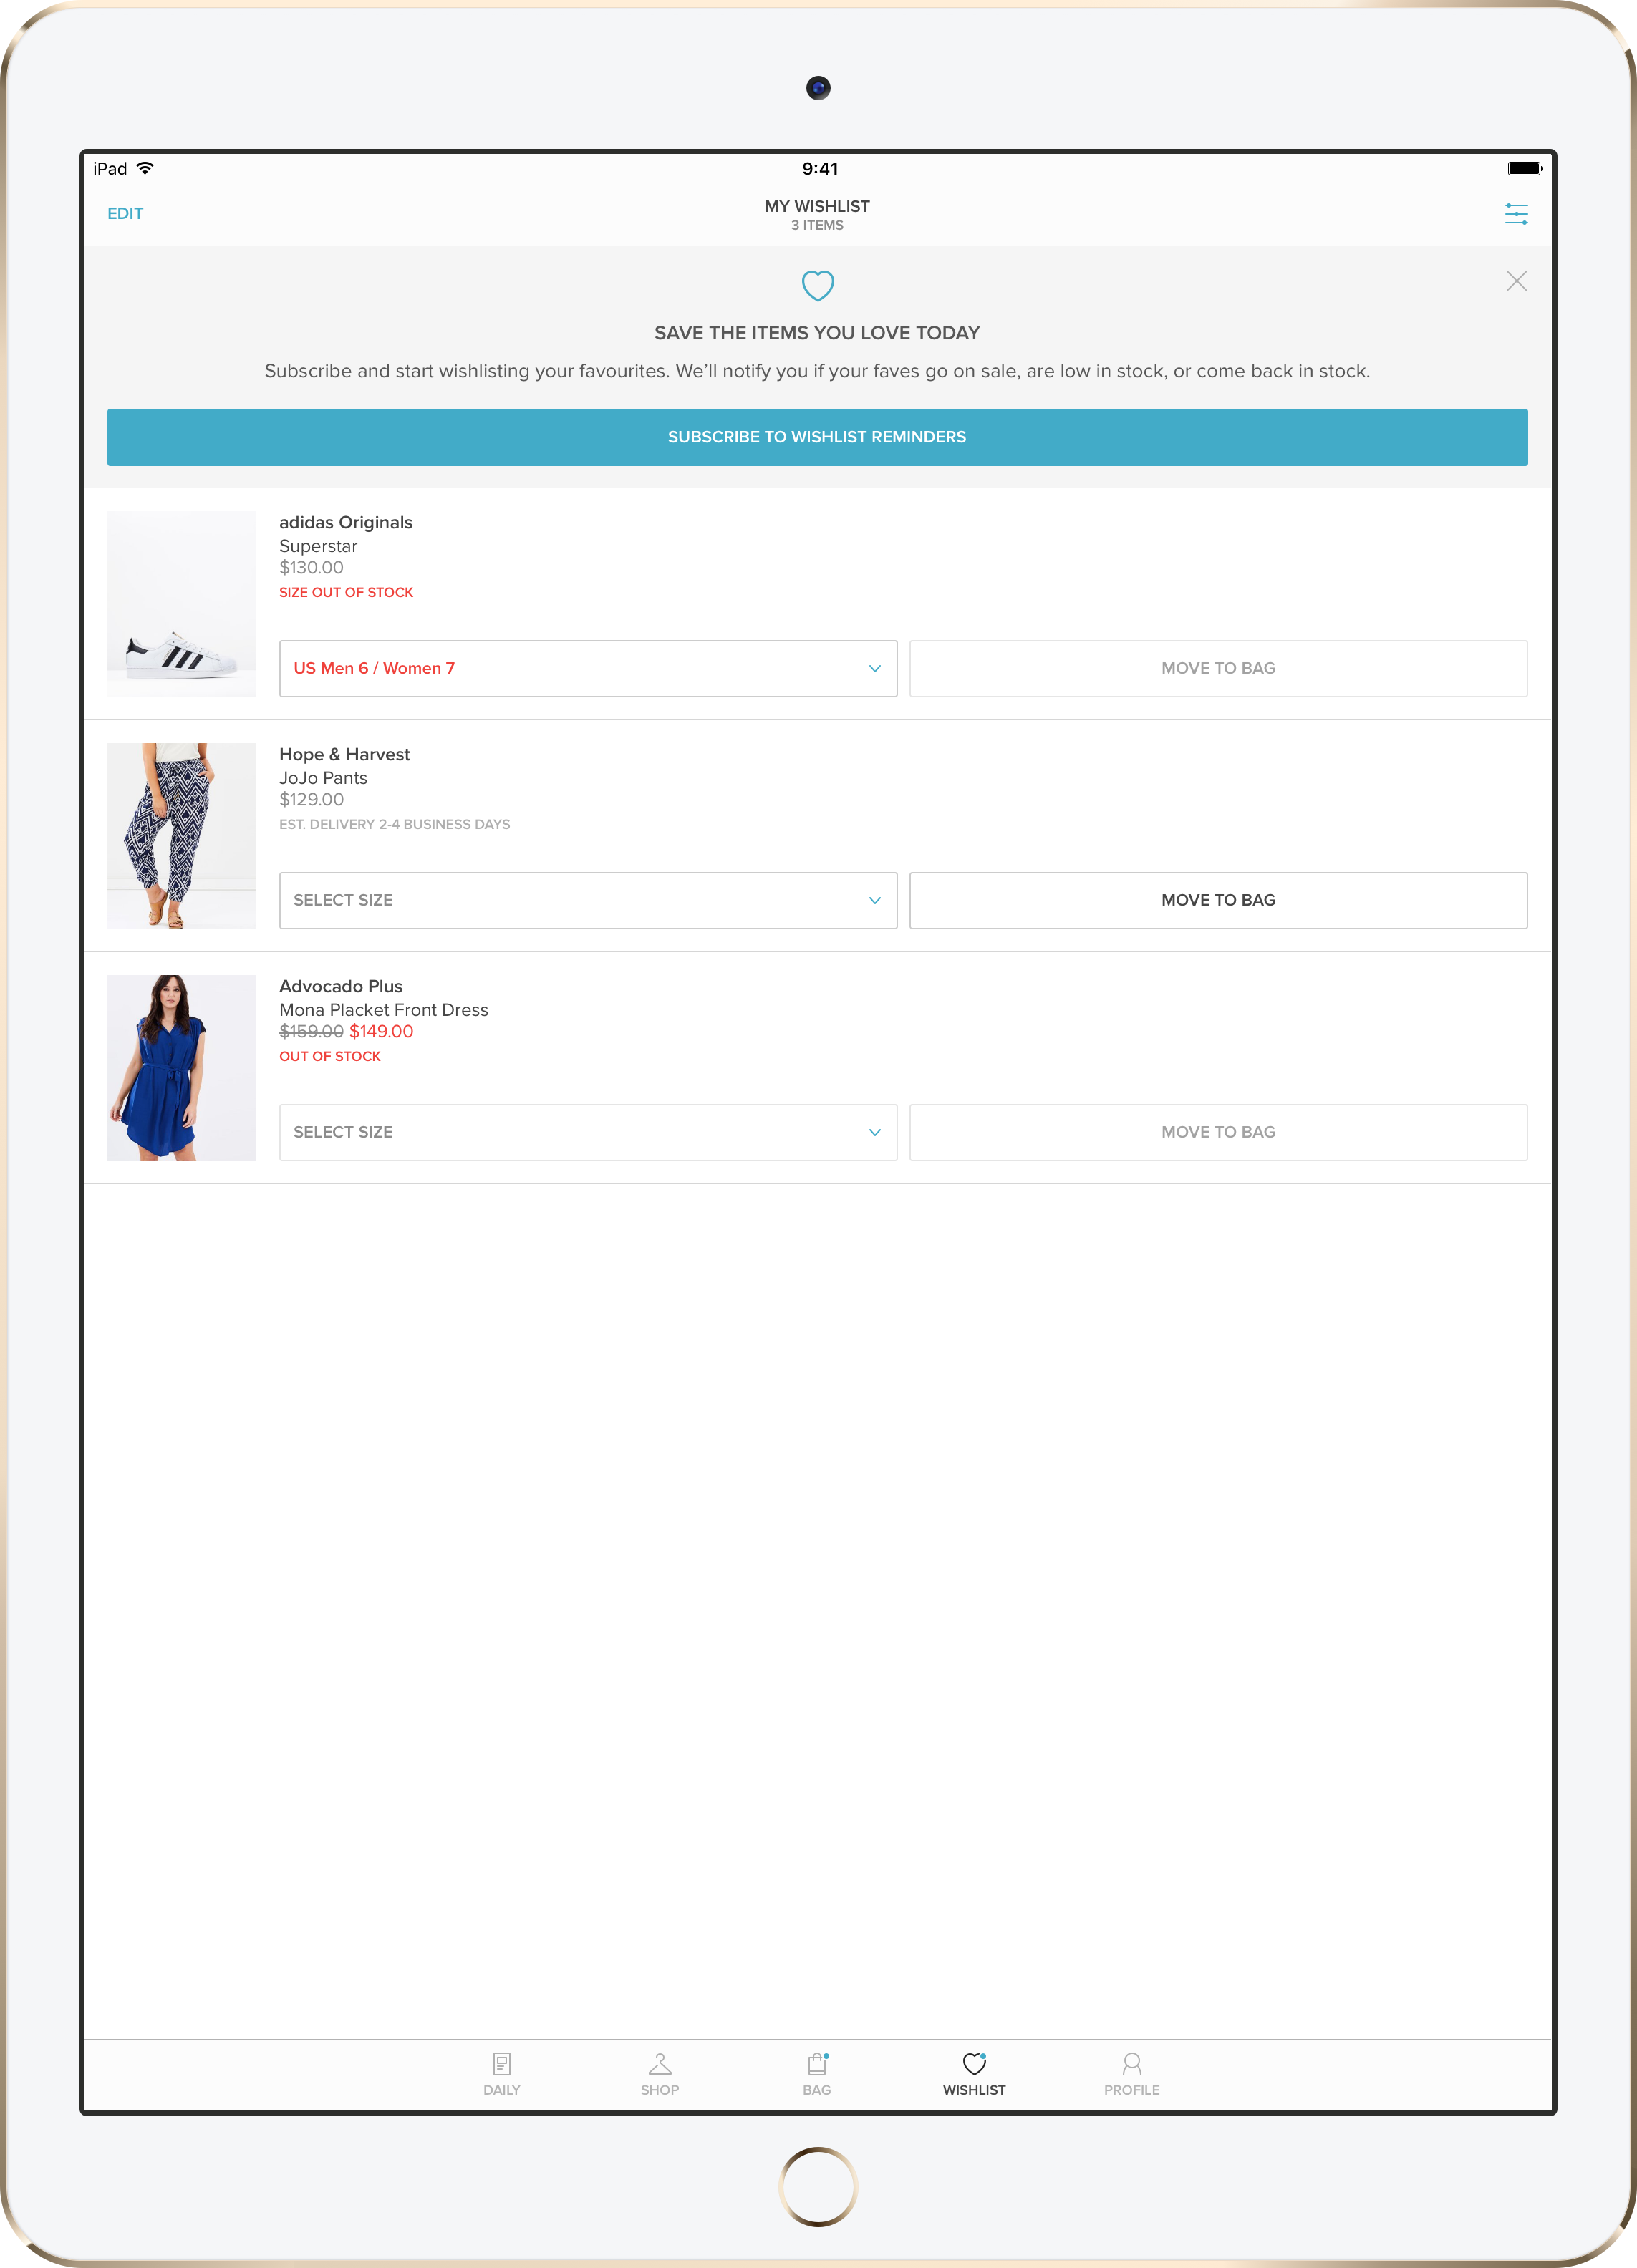 iPad 9:41
EDIT
MY WISHLIST
3 ITEMS
SAVE THE ITEMS YOU LOVE TODAY
Subscribe and start wishlisting your favourites. We’ll notify you if your faves go on sale, are low in stock, or come back in stock.
SUBSCRIBE TO WISHLIST REMINDERS
adidas Originals
Superstar
$130.00
SIZE OUT OF STOCK
US Men 6 / Women 7 MOVE TO BAG
Hope & Harvest
JoJo Pants
$129.00
EST. DELIVERY 2-4 BUSINESS DAYS
SELECT SIZE MOVE TO BAG
Advocado Plus
Mona Placket Front Dress
$159.00 $149.00
OUT OF STOCK
SELECT SIZE MOVE TO BAG
DAILY SHOP BAG WISHLIST PROFILE